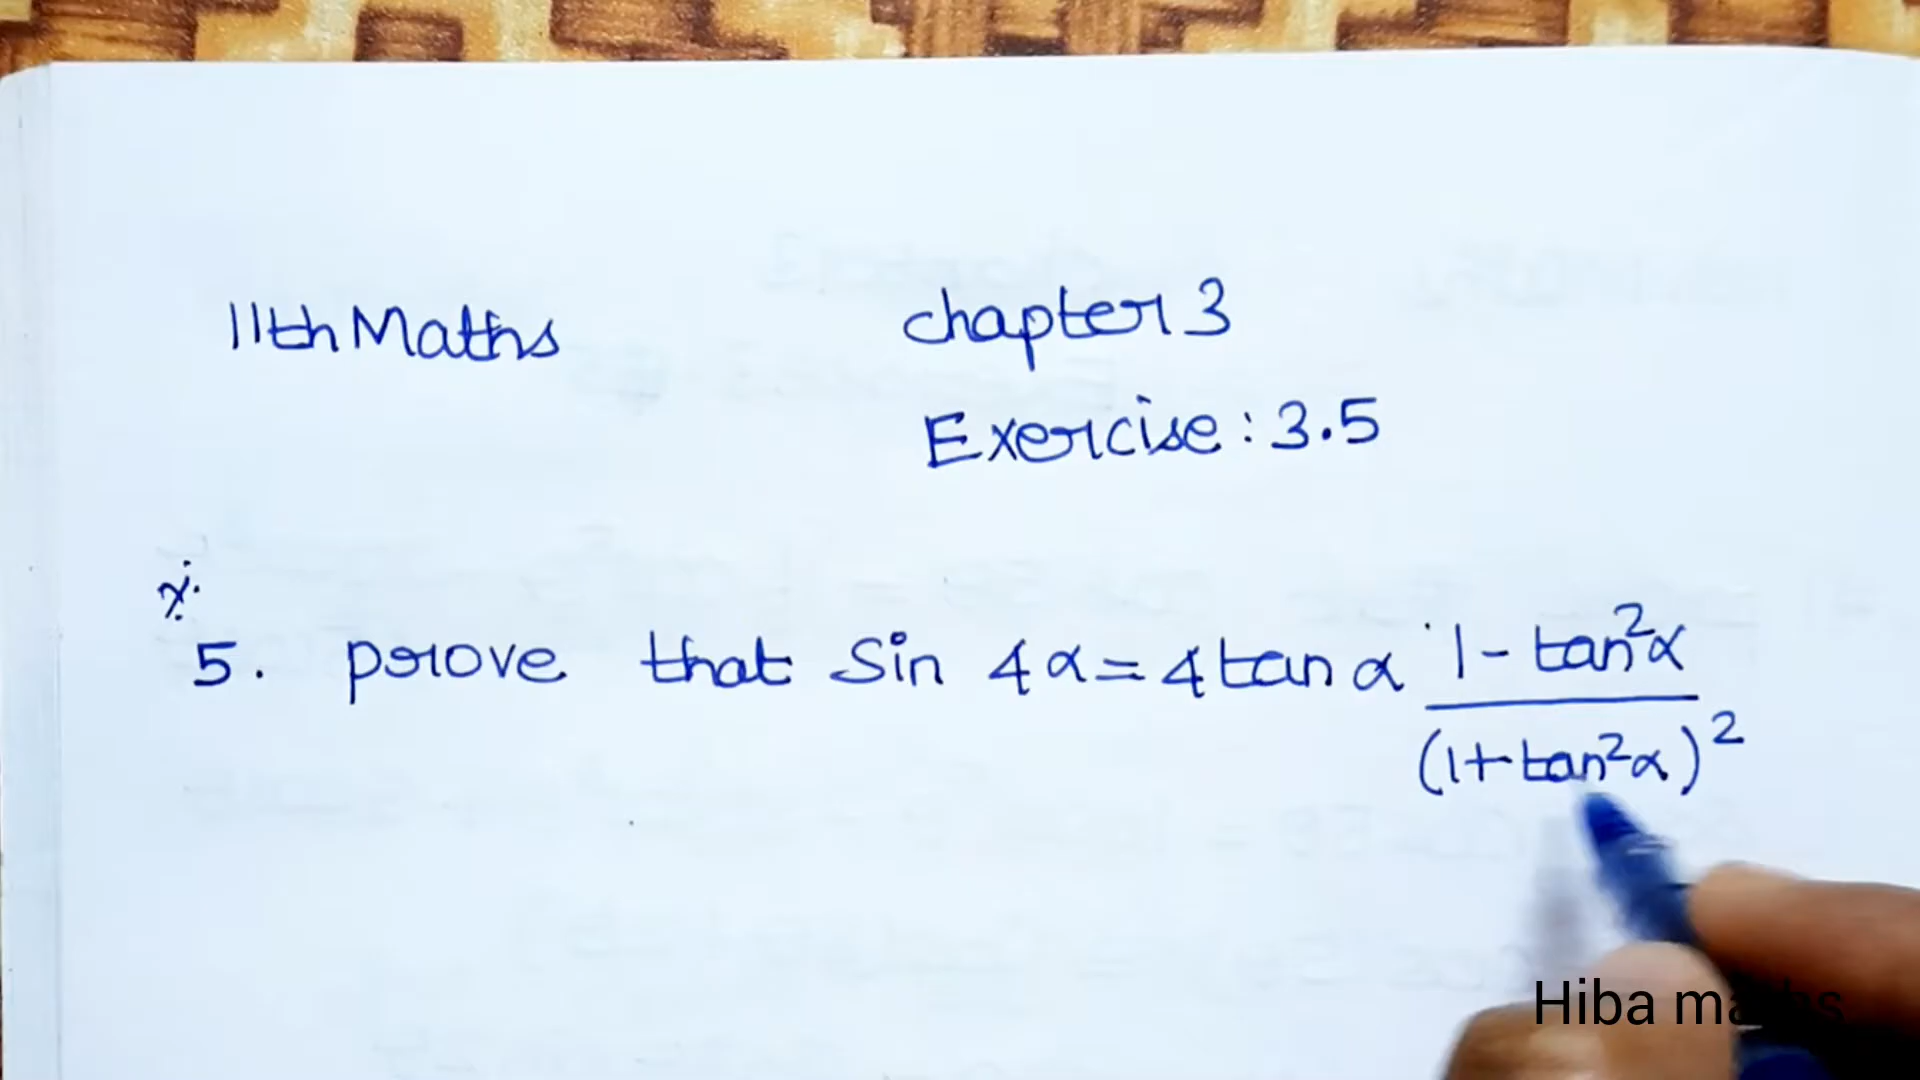 11th Maths
chapter 3
Exercise : 3.5
5. prove that Sin 4α = 4 tan α (1 - tan²α) / (1 + tan²α)²
Hiba maths